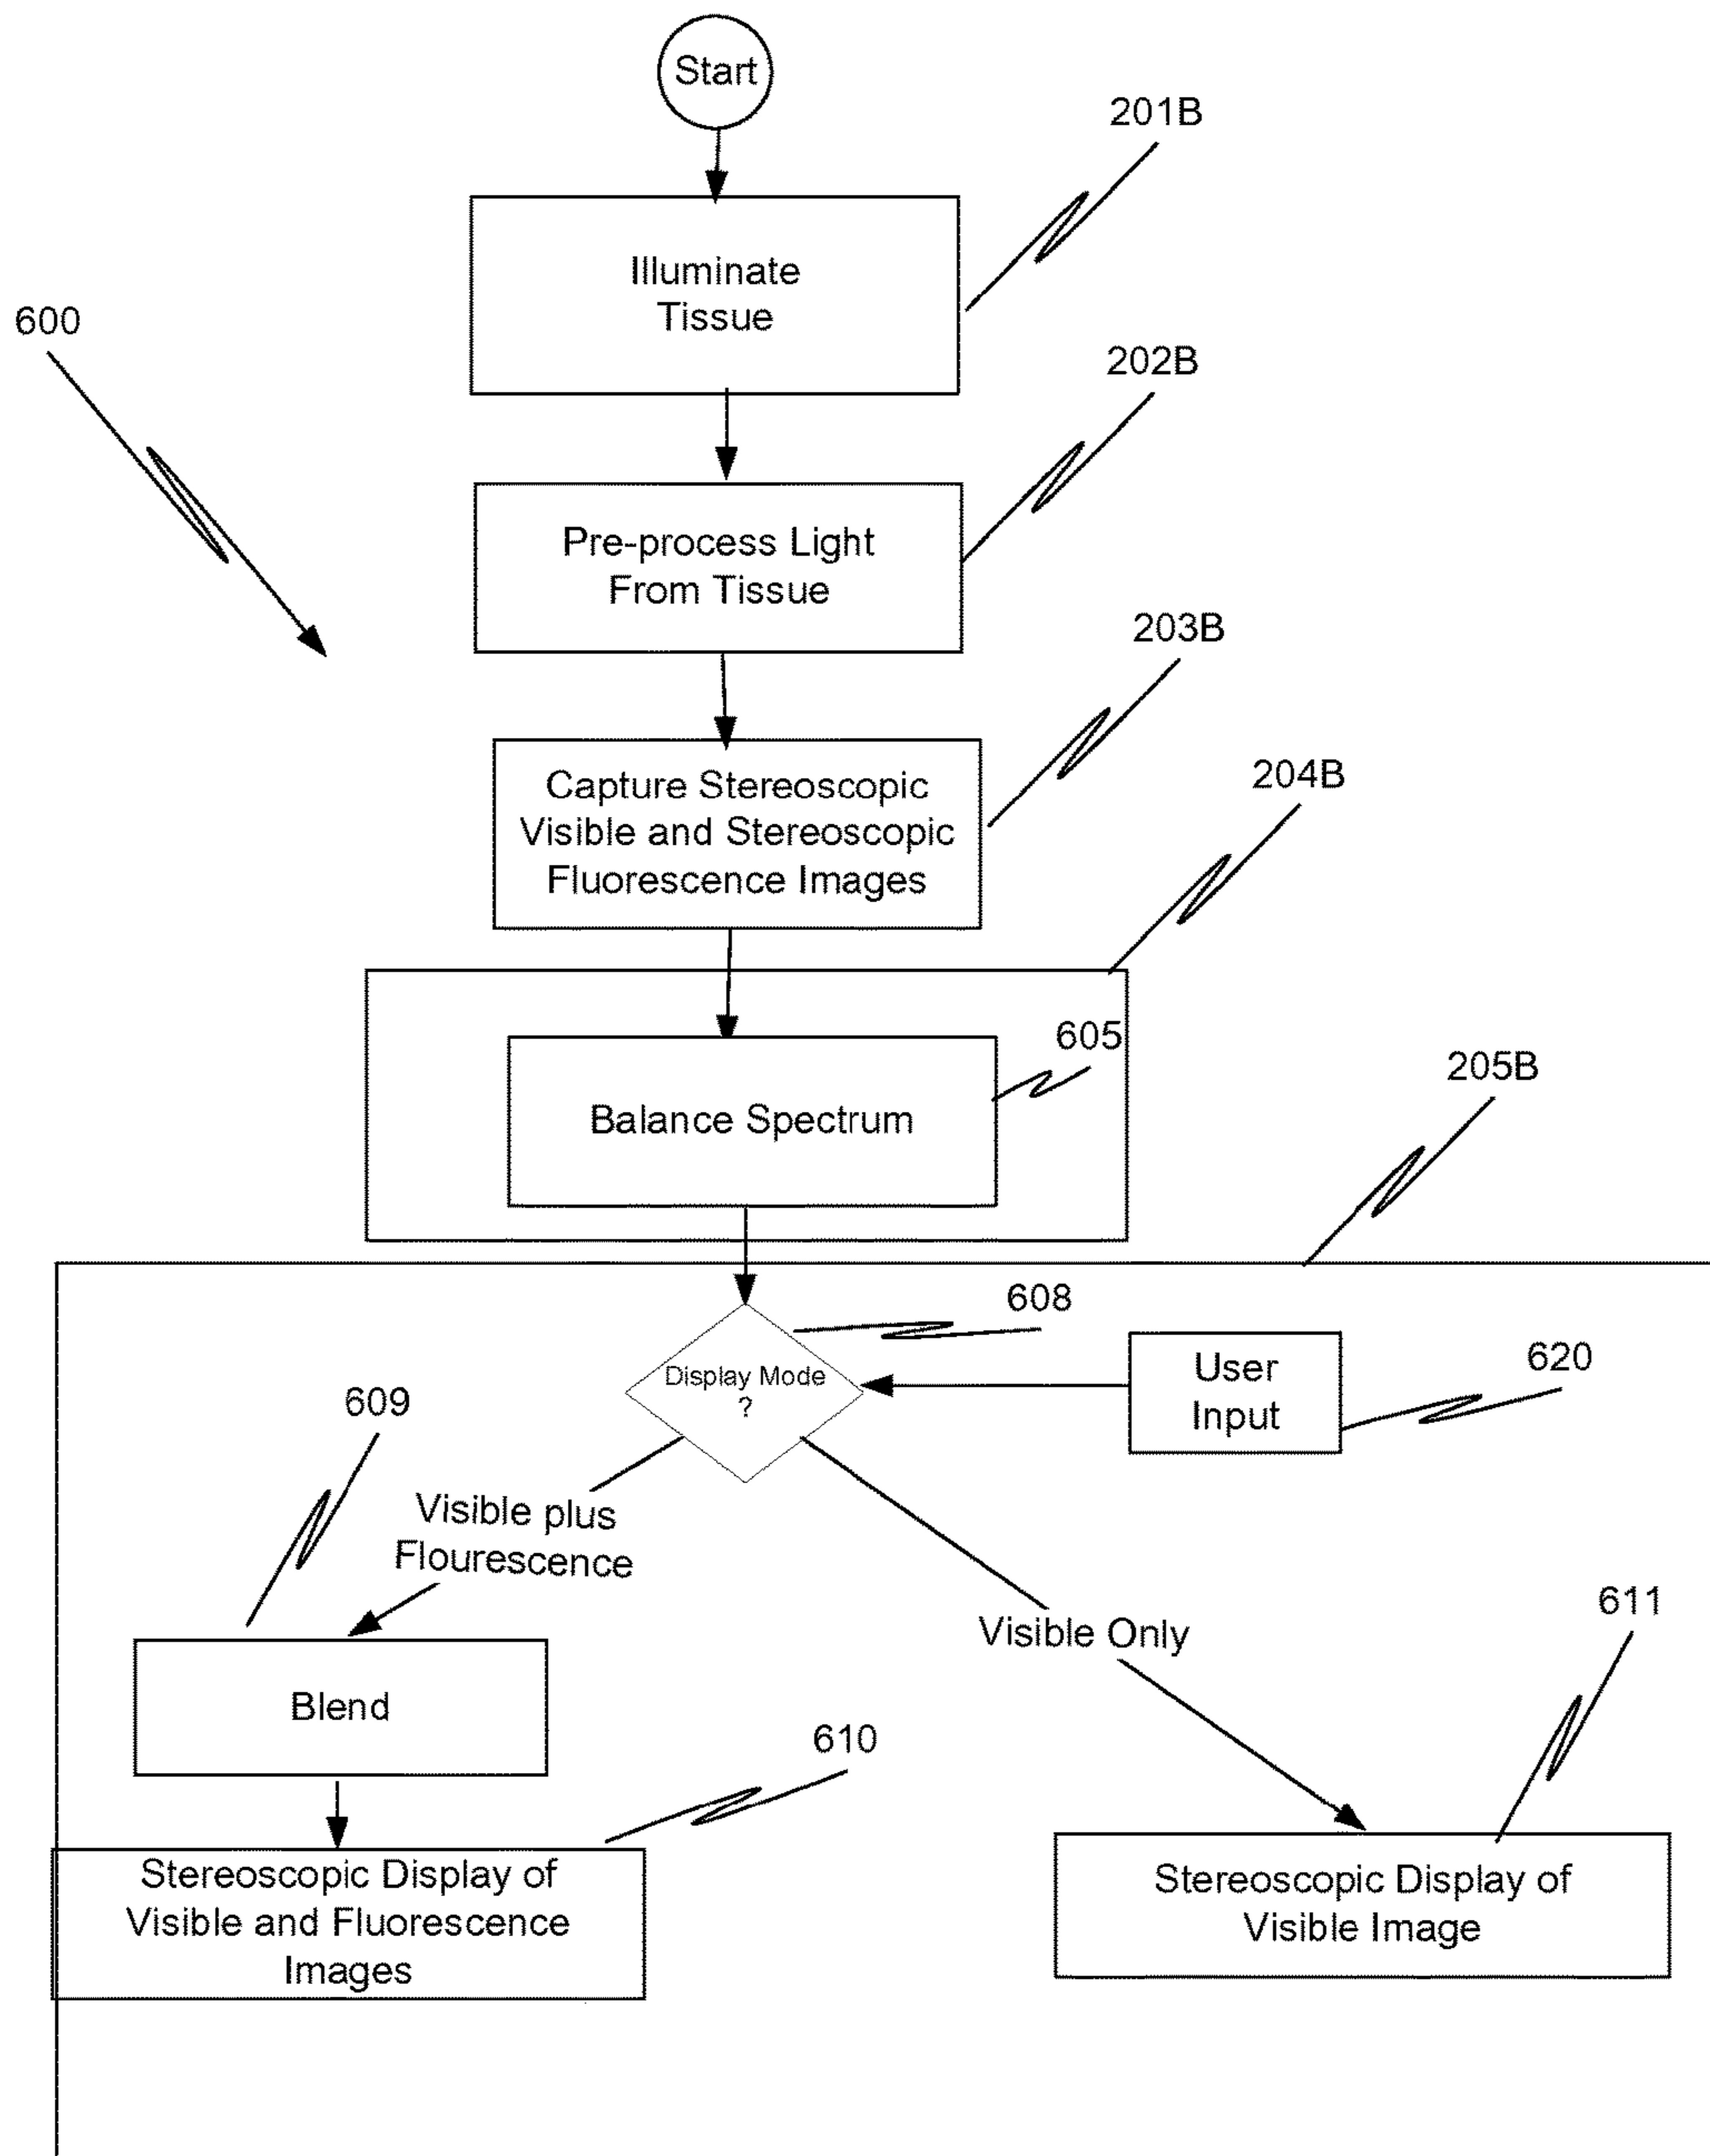 Start
201B
Illuminate
Tissue
600
202B
Pre-process Light
From Tissue
203B
Capture Stereoscopic
Visible and Stereoscopic
Fluorescence Images
204B
605
Balance Spectrum
205B
608
Display Mode
?
User
Input
620
609
Visible plus
Flourescence
Visible Only
611
Blend
610
Stereoscopic Display of
Visible and Fluorescence
Images
Stereoscopic Display of
Visible Image